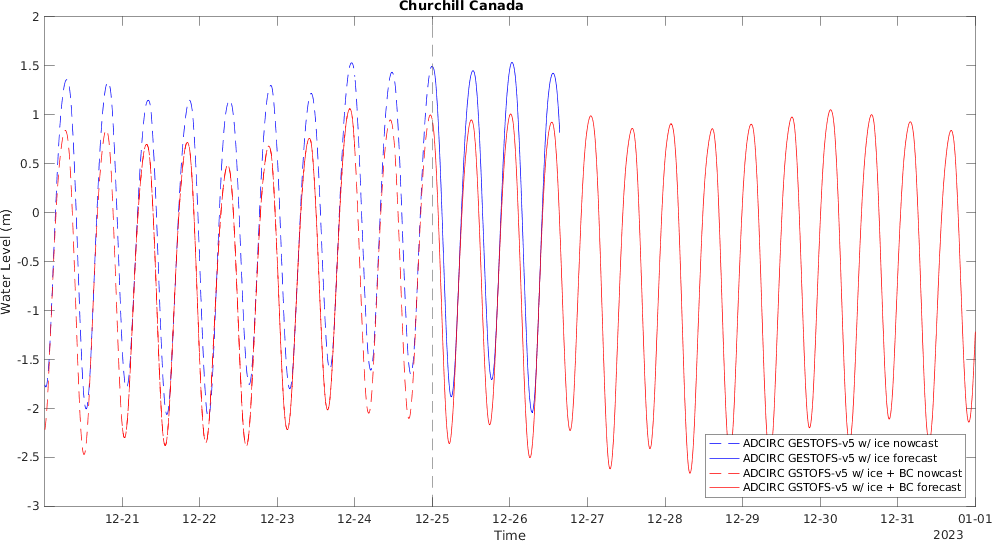 Churchill Canada
Water Level (m)
2
1.5
1
0.5
0
-0.5
-1
-1.5
-2
-2.5
-3
ADCIRC GESTOFS-v5 w/ ice nowcast
ADCIRC GESTOFS-v5 w/ ice forecast
ADCIRC GSTOFS-v5 w/ ice + BC nowcast
ADCIRC GSTOFS-v5 w/ ice + BC forecast
12-21 12-22 12-23 12-24 12-25 12-26 12-27 12-28 12-29 12-30 12-31 01-01
Time 2023